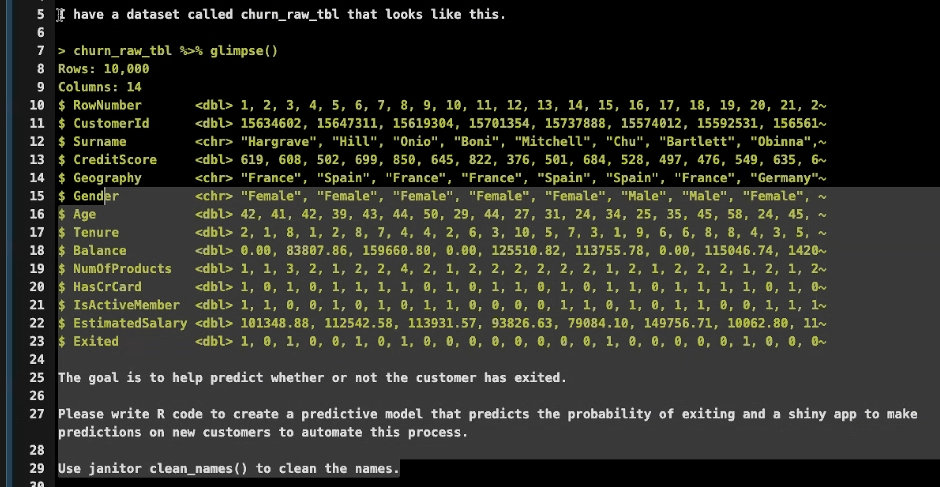 5 I have a dataset called churn_raw_tbl that looks like this.
6
7 > churn_raw_tbl %>% glimpse()
8 Rows: 10,000
9 Columns: 14
10 $ RowNumber <dbl> 1, 2, 3, 4, 5, 6, 7, 8, 9, 10, 11, 12, 13, 14, 15, 16, 17, 18, 19, 20, 21, 2~
11 $ CustomerId <dbl> 15634602, 15647311, 15619304, 15701354, 15737888, 15574012, 15592531, 156561~
12 $ Surname <chr> "Hargrave", "Hill", "Onio", "Boni", "Mitchell", "Chu", "Bartlett", "Obinna",~
13 $ CreditScore <dbl> 619, 608, 502, 699, 850, 645, 822, 376, 501, 684, 528, 497, 476, 549, 635, 6~
14 $ Geography <chr> "France", "Spain", "France", "France", "Spain", "Spain", "France", "Germany"~
15 $ Gender <chr> "Female", "Female", "Female", "Female", "Female", "Male", "Male", "Female", ~
16 $ Age <dbl> 42, 41, 42, 39, 43, 44, 50, 29, 44, 27, 31, 24, 34, 25, 35, 45, 58, 24, 45, ~
17 $ Tenure <dbl> 2, 1, 8, 1, 2, 8, 7, 4, 4, 2, 6, 3, 10, 5, 7, 3, 1, 9, 6, 6, 8, 8, 4, 3, 5, ~
18 $ Balance <dbl> 0.00, 83807.86, 159660.80, 0.00, 125510.82, 113755.78, 0.00, 115046.74, 1420~
19 $ NumOfProducts <dbl> 1, 1, 3, 2, 1, 2, 2, 4, 2, 1, 2, 2, 2, 2, 2, 2, 1, 2, 1, 2, 2, 2, 1, 2, 1, 2~
20 $ HasCrCard <dbl> 1, 0, 1, 0, 1, 1, 1, 1, 0, 1, 0, 1, 1, 0, 1, 0, 1, 1, 0, 1, 1, 1, 1, 0, 1, 0~
21 $ IsActiveMember <dbl> 1, 1, 0, 0, 1, 0, 1, 0, 1, 1, 0, 0, 0, 0, 1, 1, 0, 1, 0, 1, 1, 0, 0, 1, 1, 1~
22 $ EstimatedSalary <dbl> 101348.88, 112542.58, 113931.57, 93826.63, 79084.10, 149756.71, 10062.80, 11~
23 $ Exited <dbl> 1, 0, 1, 0, 0, 1, 0, 1, 0, 0, 0, 0, 0, 0, 0, 0, 1, 0, 0, 0, 0, 0, 1, 0, 0, 0~
24
25 The goal is to help predict whether or not the customer has exited.
26
27 Please write R code to create a predictive model that predicts the probability of exiting and a shiny app to make
predictions on new customers to automate this process.
28
29 Use janitor clean_names() to clean the names.
30